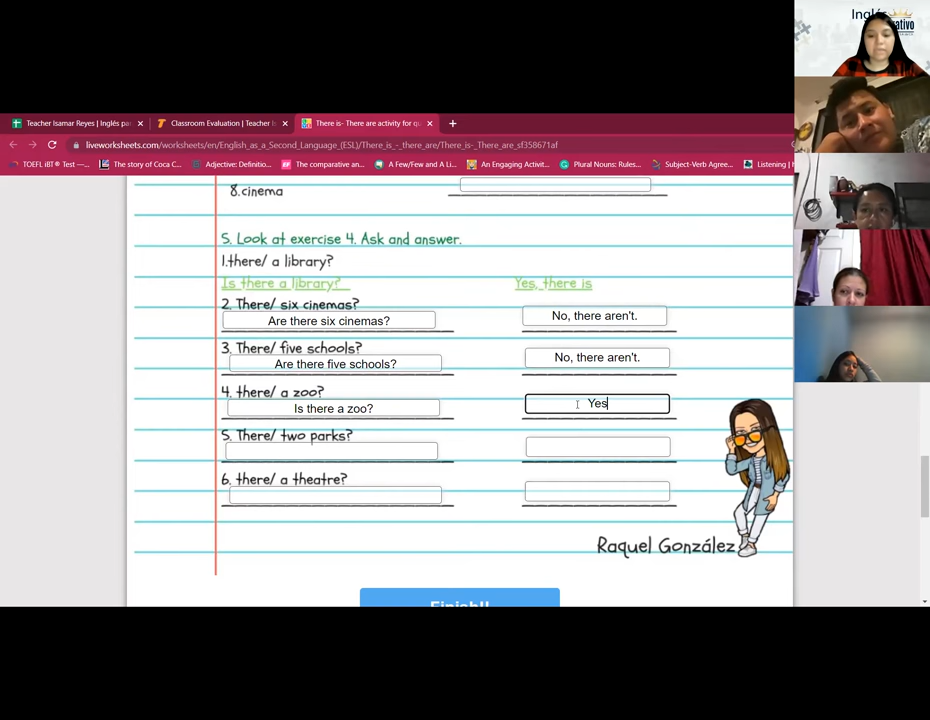 Inglés
ativo
Teacher Isamar Reyes | Inglés pa
Classroom Evaluation | Teacher I
There is- There are activity for gr
liveworksheets.com/worksheets/en/English_as_a_Second_Language_(ESL)/There_is_-_there_are/There_is-_There_are_sf358671af
TOEFL iBT® Test —...
The story of Coca C...
Adjective: Definitio...
The comparative an...
A Few/Few and A Li...
An Engaging Activit...
Plural Nouns: Rules...
Subject-Verb Agree...
Listening
8.cinema
5. Look at exercise 4. Ask and answer.
1.there/ a library?
Is there a library? Yes, there is
2. There/ six cinemas?
Are there six cinemas? No, there aren't.
3. There/ five schools?
Are there five schools? No, there aren't.
4. there/ a zoo?
Is there a zoo? Yes
5. There/ two parks?
6. there/ a theatre?
Raquel González
Finish!!